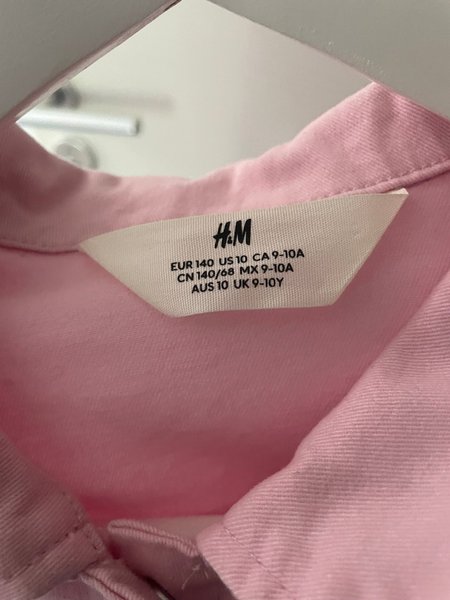 H&M
EUR 140 US 10 CA 9-10A
CN 140/68 MX 9-10A
AUS 10 UK 9-10Y